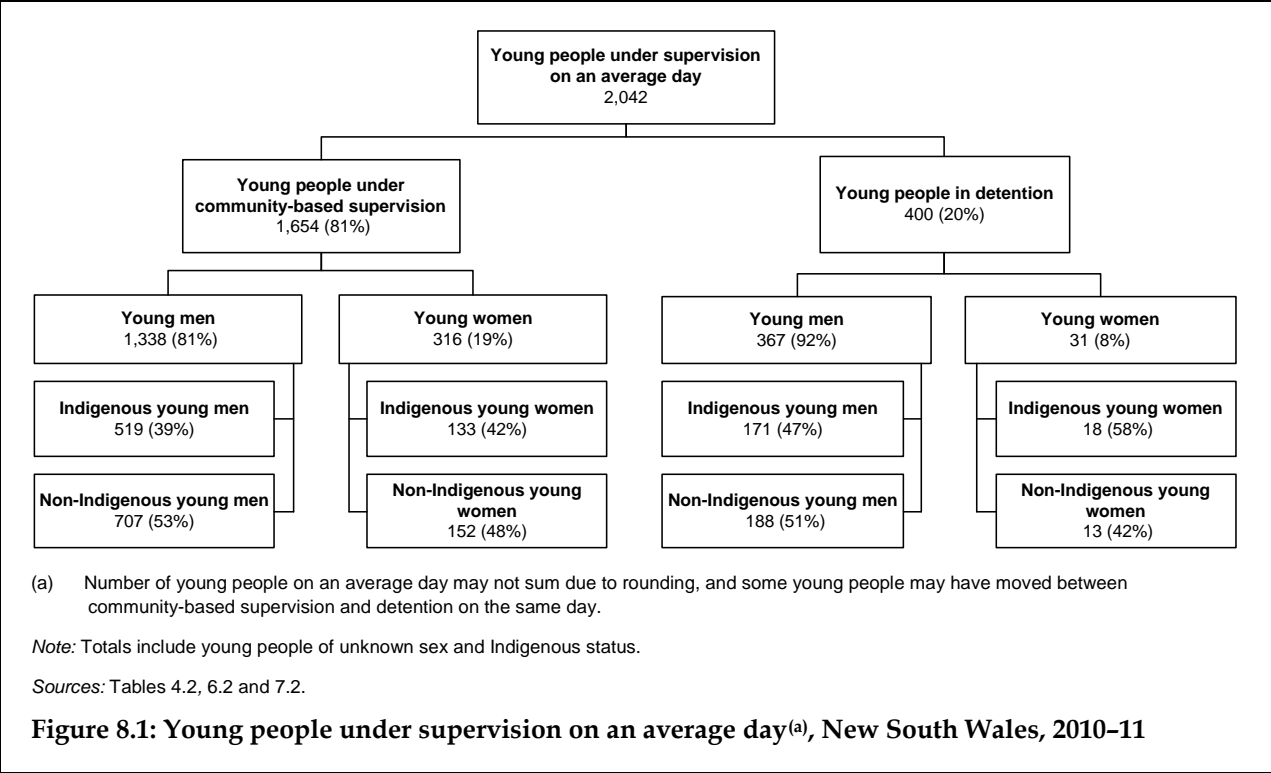 Young people under supervision
on an average day
2,042
Young people under
community-based supervision
1,654 (81%)
Young people in detention
400 (20%)
Young men
1,338 (81%)
Young women
316 (19%)
Young men
367 (92%)
Young women
31 (8%)
Indigenous young men
519 (39%)
Indigenous young women
133 (42%)
Indigenous young men
171 (47%)
Indigenous young women
18 (58%)
Non-Indigenous young men
707 (53%)
Non-Indigenous young
women
152 (48%)
Non-Indigenous young men
188 (51%)
Non-Indigenous young
women
13 (42%)
(a) Number of young people on an average day may not sum due to rounding, and some young people may have moved between
community-based supervision and detention on the same day.
Note: Totals include young people of unknown sex and Indigenous status.
Sources: Tables 4.2, 6.2 and 7.2.
Figure 8.1: Young people under supervision on an average day(a), New South Wales, 2010–11